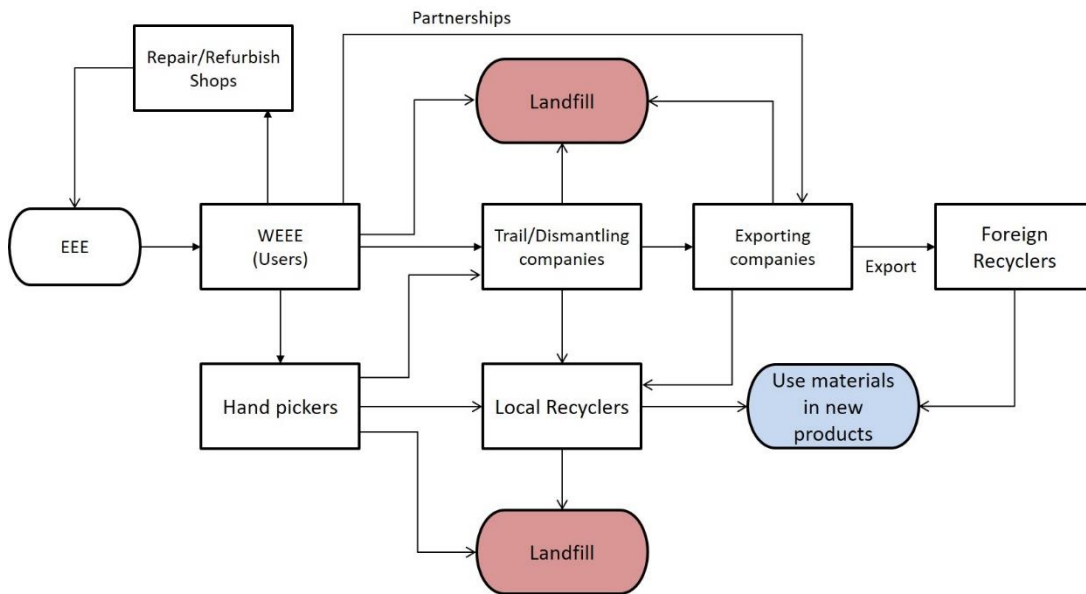 Partnerships
Repair/Refurbish
Shops
Landfill
EEE
WEEE
(Users)
Trail/Dismantling
companies
Exporting
companies
Export
Foreign
Recyclers
Hand pickers
Local Recyclers
Use materials
in new
products
Landfill